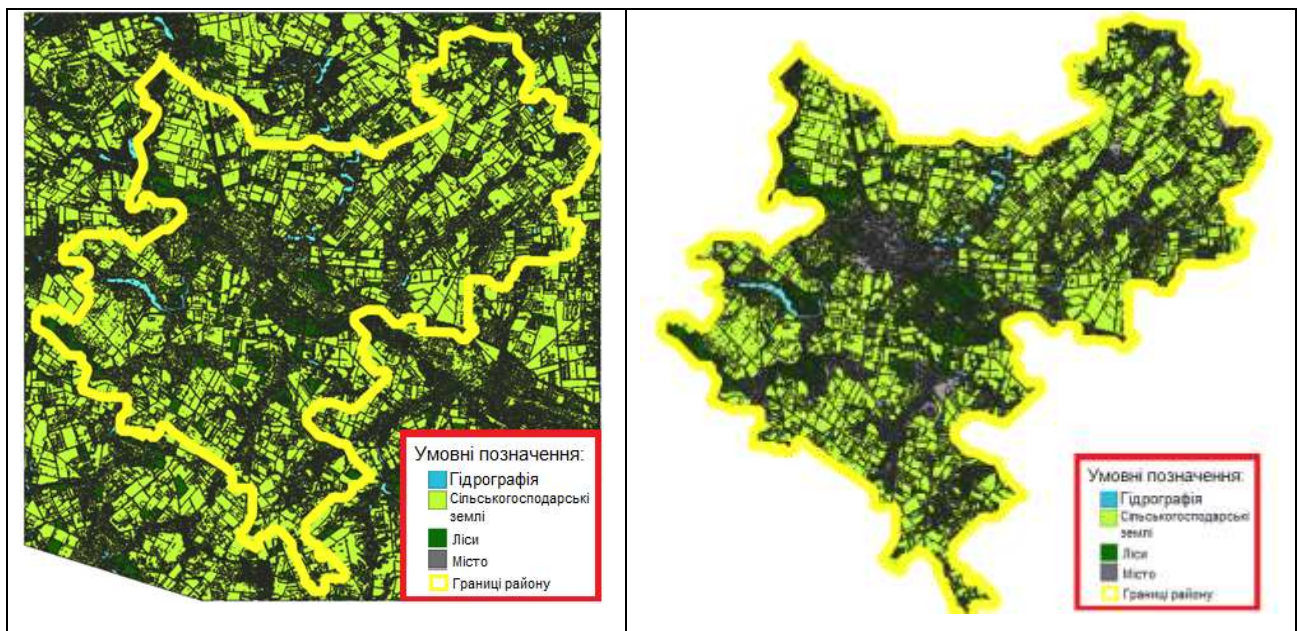 Умовні позначення:
Гідрографія
Сільськогосподарські
землі
Ліси
Місто
Границі району
Умовні позначення:
Гідрографія
Сільськогосподарські
землі
Ліси
Місто
Границі району